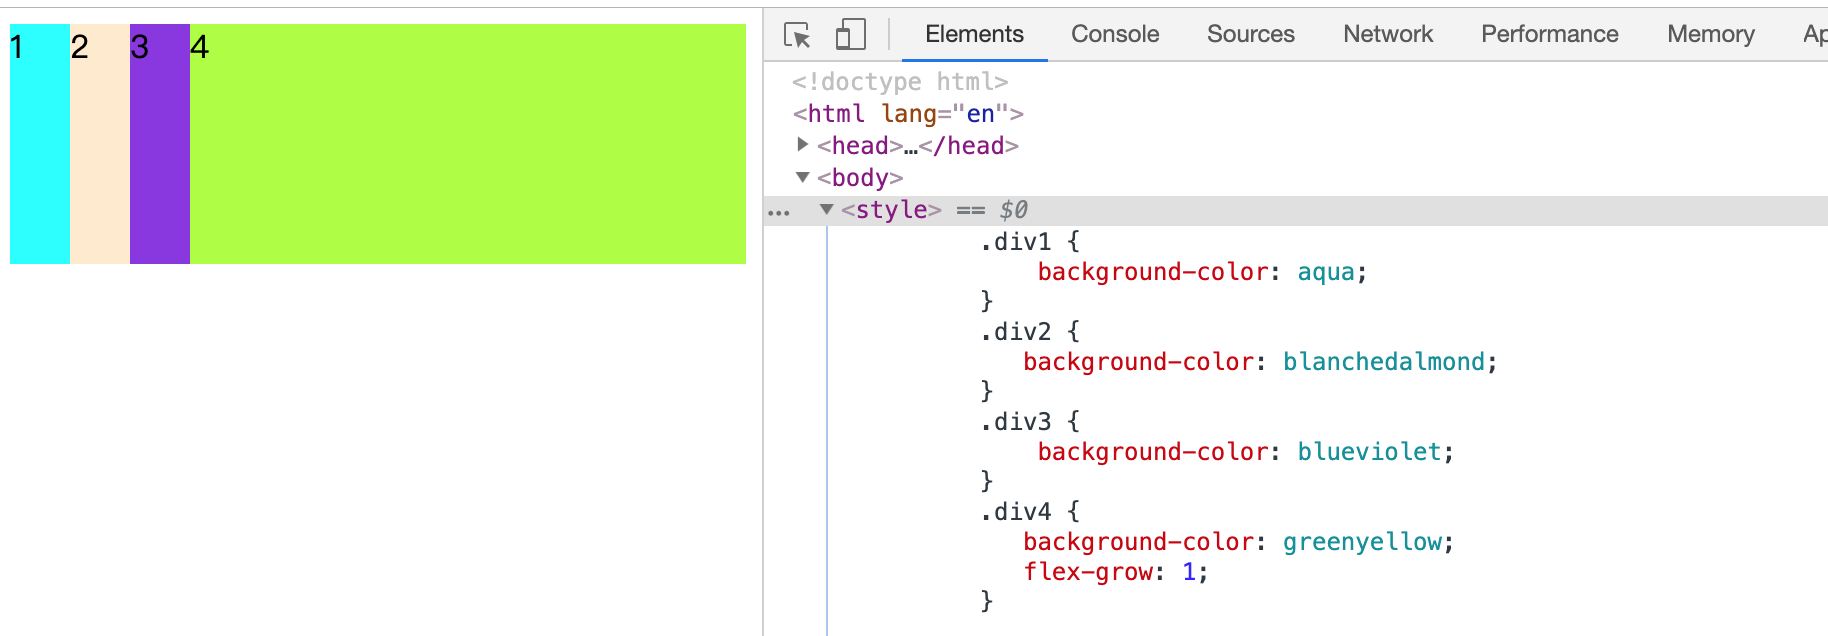 1 2 3 4
Elements Console Sources Network Performance Memory Ap
<!doctype html>
<html lang="en">
<head>…</head>
<body>
… <style> == $0
.div1 {
background-color: aqua;
}
.div2 {
background-color: blanchedalmond;
}
.div3 {
background-color: blueviolet;
}
.div4 {
background-color: greenyellow;
flex-grow: 1;
}